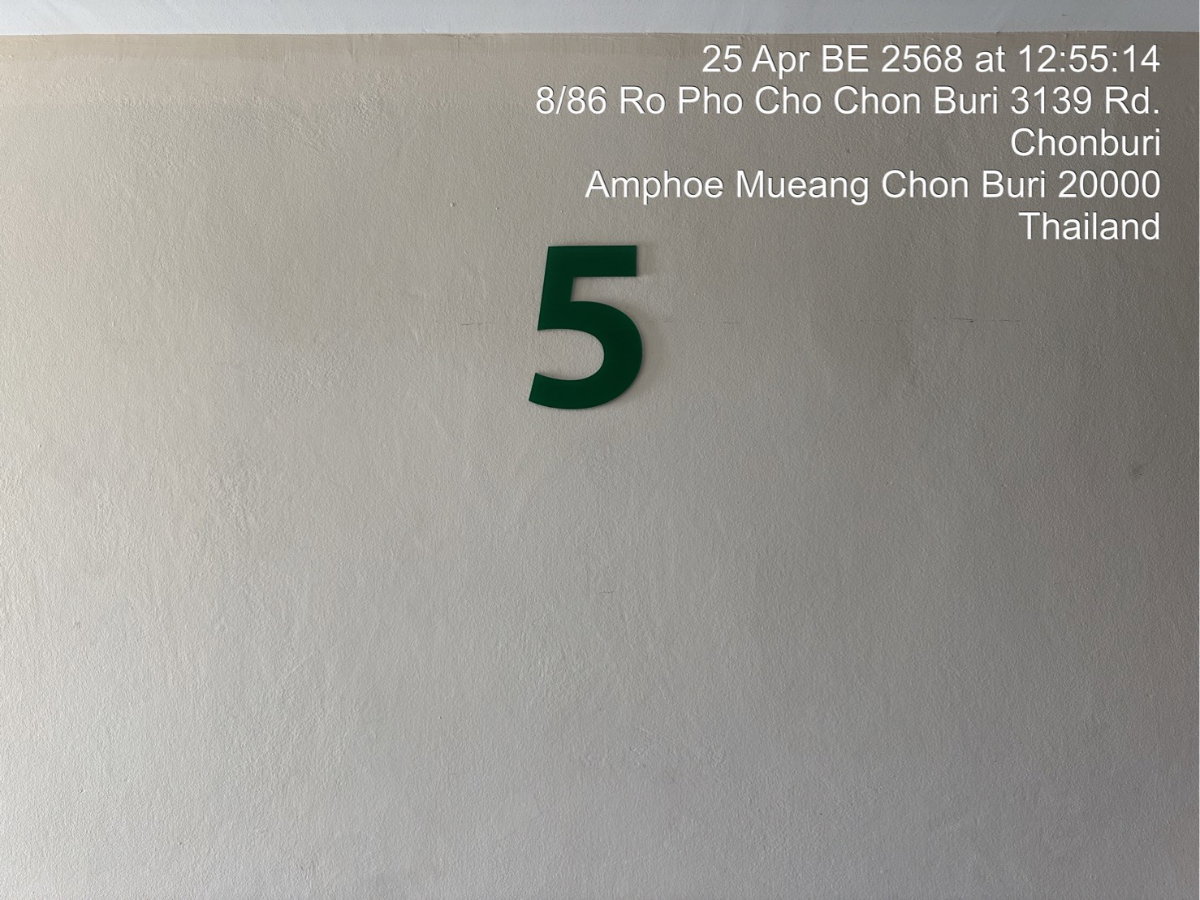 25 Apr BE 2568 at 12:55:14
8/86 Ro Pho Cho Chon Buri 3139 Rd.
Chonburi
Amphoe Mueang Chon Buri 20000
Thailand
5